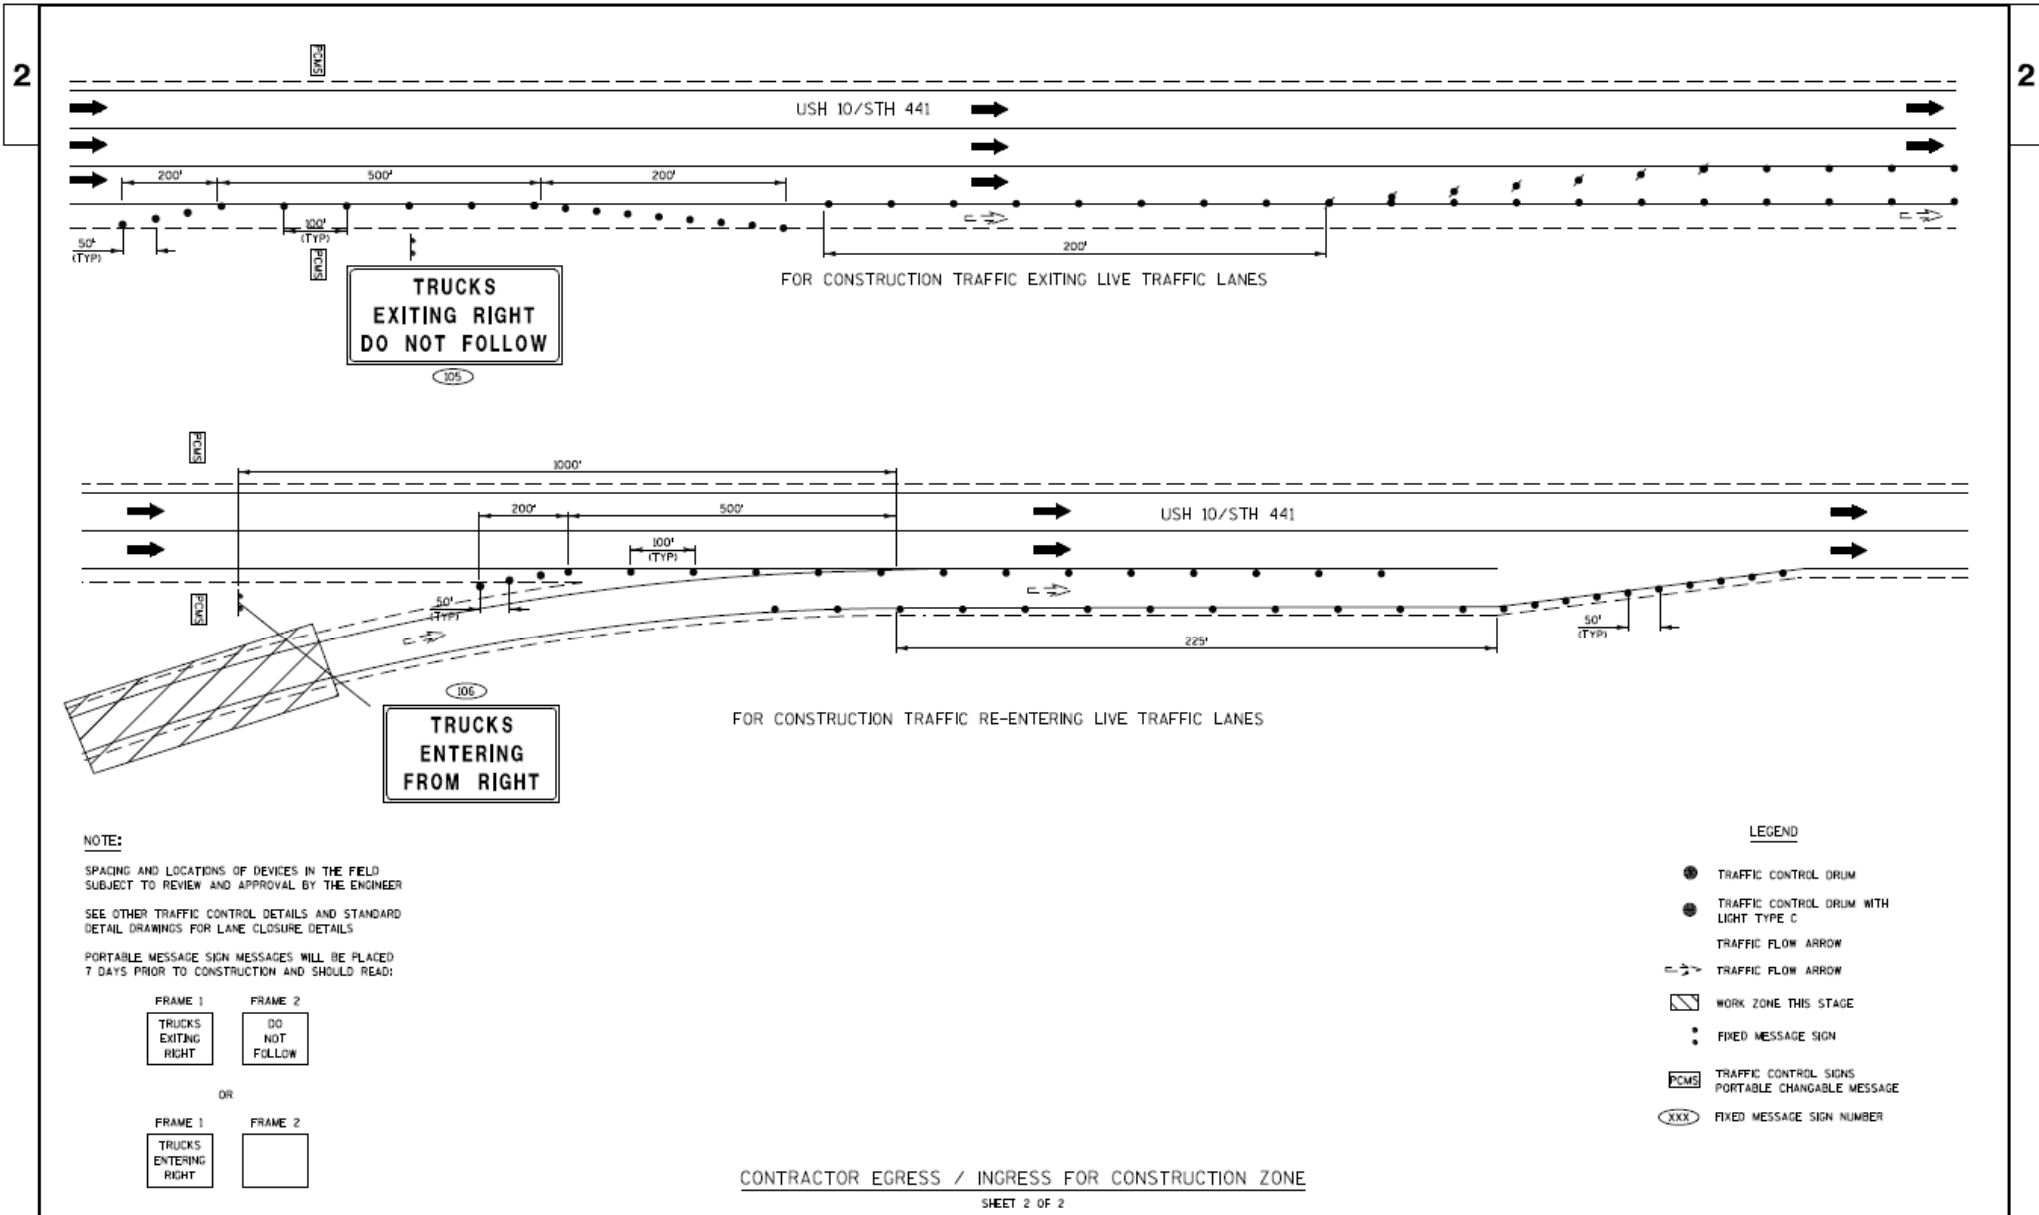 2
2
PCMS
USH 10/STH 441
200'
500'
200'
100'
(TYP)
50'
(TYP)
PCMS
200'
FOR CONSTRUCTION TRAFFIC EXITING LIVE TRAFFIC LANES
TRUCKS
EXITING RIGHT
DO NOT FOLLOW
105
PCMS
1000'
200'
500'
USH 10/STH 441
100'
(TYP)
PCMS
50'
(TYP)
50'
(TYP)
225'
106
TRUCKS
ENTERING
FROM RIGHT
FOR CONSTRUCTION TRAFFIC RE-ENTERING LIVE TRAFFIC LANES
NOTE:
SPACING AND LOCATIONS OF DEVICES IN THE FIELD
SUBJECT TO REVIEW AND APPROVAL BY THE ENGINEER
SEE OTHER TRAFFIC CONTROL DETAILS AND STANDARD
DETAIL DRAWINGS FOR LANE CLOSURE DETAILS
PORTABLE MESSAGE SIGN MESSAGES WILL BE PLACED
7 DAYS PRIOR TO CONSTRUCTION AND SHOULD READ:
FRAME 1 FRAME 2
TRUCKS
EXITING
RIGHT
DO
NOT
FOLLOW
OR
FRAME 1 FRAME 2
TRUCKS
ENTERING
RIGHT
LEGEND
TRAFFIC CONTROL DRUM
TRAFFIC CONTROL DRUM WITH
LIGHT TYPE C
TRAFFIC FLOW ARROW
TRAFFIC FLOW ARROW
WORK ZONE THIS STAGE
FIXED MESSAGE SIGN
PCMS TRAFFIC CONTROL SIGNS
PORTABLE CHANGABLE MESSAGE
XXX FIXED MESSAGE SIGN NUMBER
CONTRACTOR EGRESS / INGRESS FOR CONSTRUCTION ZONE
SHEET 2 OF 2